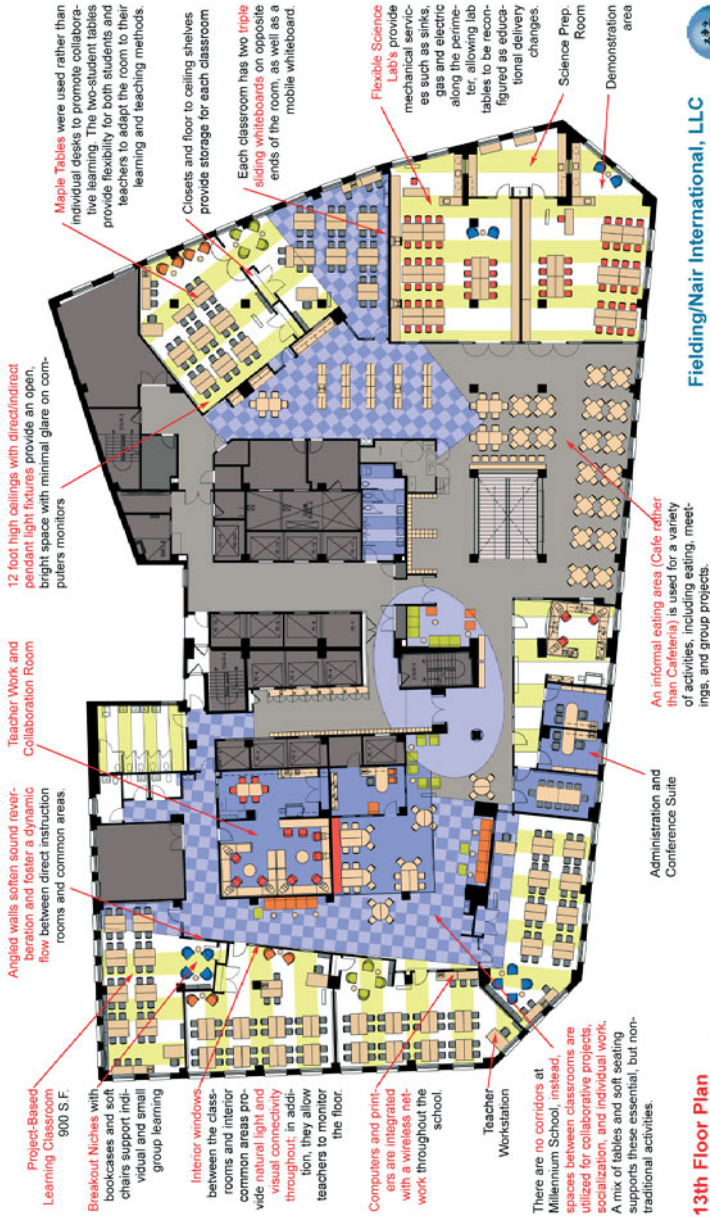 Project-Based
Learning Classroom
900 S.F.
Breakout Niches with
bookcases and soft
chairs support indi-
vidual and small
group learning
Interior windows
between the class-
rooms and interior
common areas pro-
vide natural light and
visual connectivity
throughout; in addi-
tion, they allow
teachers to monitor
the floor.
Computers and print-
ers are integrated
with a wireless net-
work throughout the
school.
Teacher
Workstation
There are no corridors at
Millennium School, instead,
spaces between classrooms are
utilized for collaborative projects,
socialization, and individual work.
A mix of tables and soft seating
supports these essential, but non-
traditional activities.
13th Floor Plan
Angled walls soften sound rever-
beration and foster a dynamic
flow between direct instruction
rooms and common areas.
Teacher Work and
Collaboration Room
12 foot high ceilings with direct/indirect
pendant light fixtures provide an open,
bright space with minimal glare on com-
puters monitors
Maple Tables were used rather than
individual desks to promote collabora-
tive learning. The two-student tables
provide flexibility for both students and
teachers to adapt the room to their
learning and teaching methods.
Closets and floor to ceiling shelves
provide storage for each classroom
Each classroom has two triple
sliding whiteboards on opposite
ends of the room, as well as a
mobile whiteboard.
Flexible Science
Lab's provide
mechanical servic-
es such as sinks,
gas and electric
along the perime-
ter, allowing lab
tables to be recon-
figured as educa-
tional delivery
changes.
Science Prep.
Room
Demonstration
area
Administration and
Conference Suite
An informal eating area (Cafe rather
than Cafeteria) is used for a variety
of activities, including eating, meet-
ings, and group projects.
Fielding/Nair International, LLC